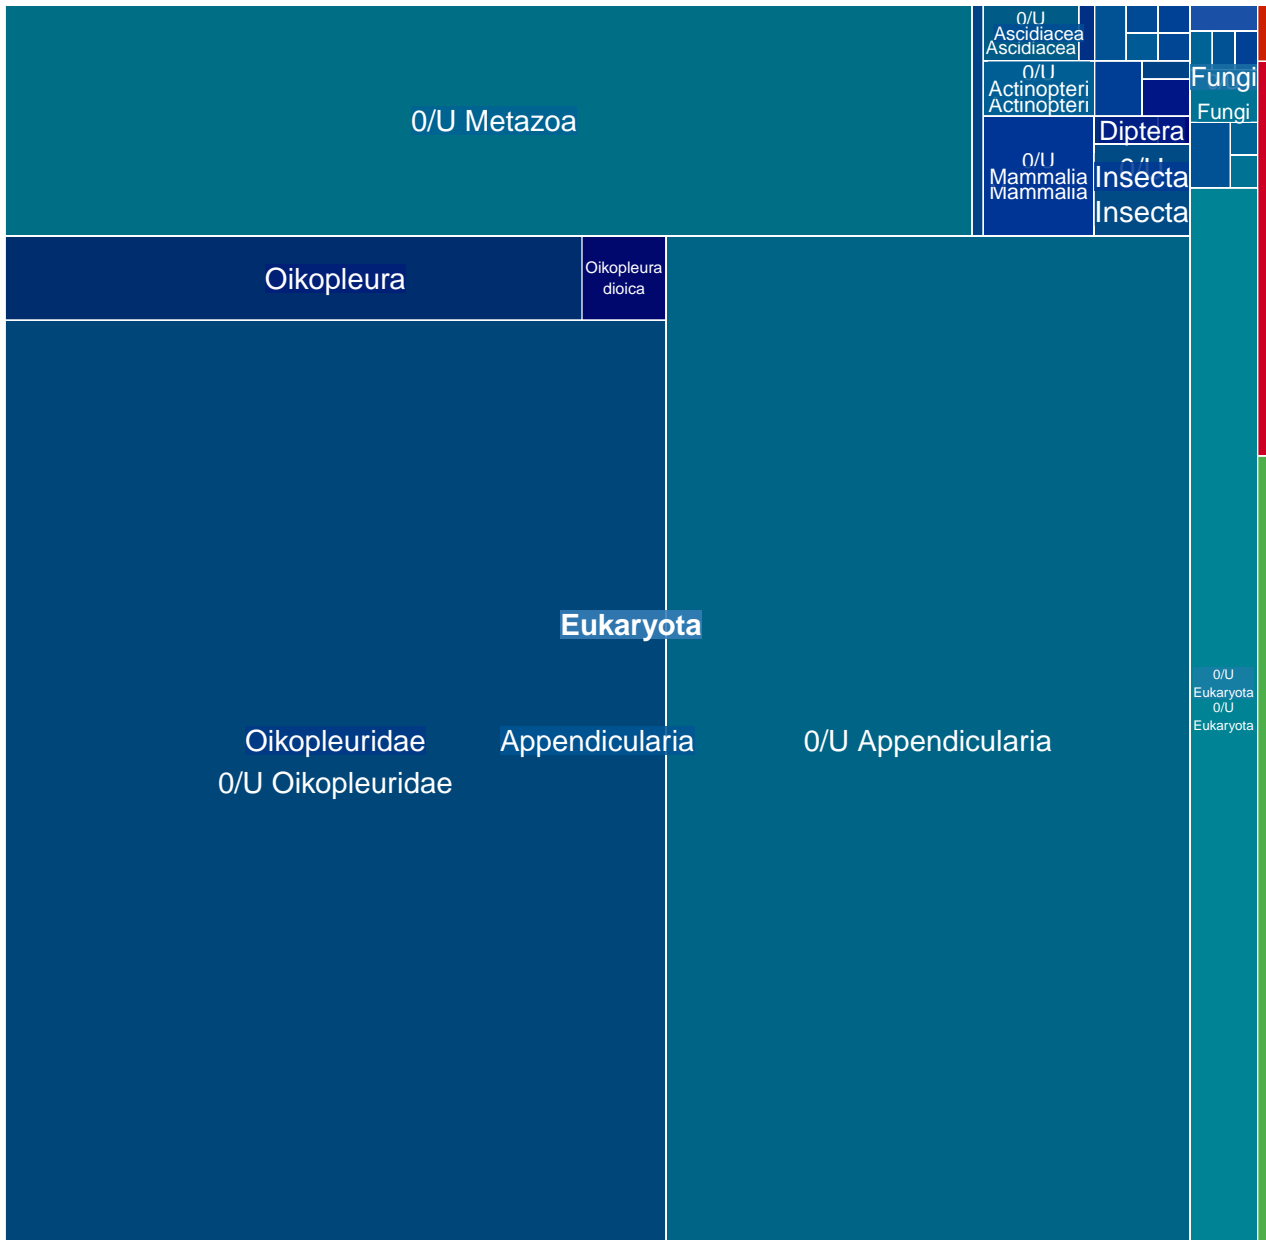 0/U
Ascidiacea
Ascidiacea
0/U
Actinopteri
Actinopteri
0/U Metazoa
Diptera
0/U
Mammalia
Mammalia
0/U
Insecta
Insecta
Fungi
Fungi
Oikopleura
Oikopleura
dioica
Eukaryota
0/U
Eukaryota
0/U
Eukaryota
Oikopleuridae
0/U Oikopleuridae
Appendicularia
0/U Appendicularia